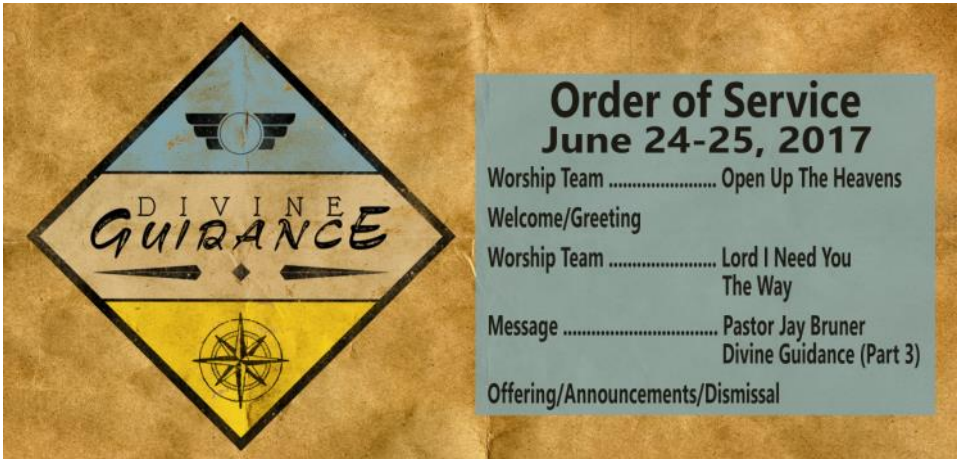 DIVINE
GUIDANCE
Order of Service
June 24-25, 2017
Worship Team ....................... Open Up The Heavens
Welcome/Greeting
Worship Team ....................... Lord I Need You
The Way
Message ................................. Pastor Jay Bruner
Divine Guidance (Part 3)
Offering/Announcements/Dismissal